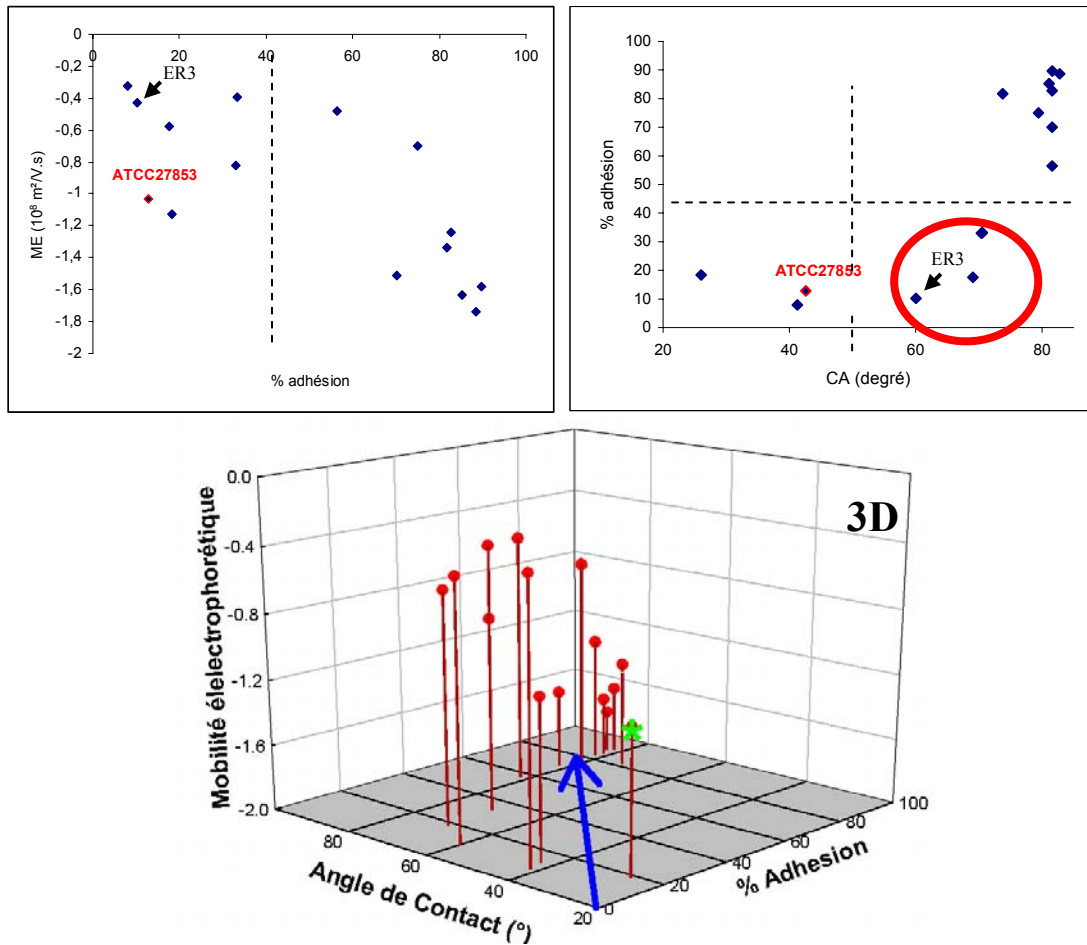 0 20 40 60 80 100
0
-0,2
-0,4
-0,6
-0,8
-1
-1,2
-1,4
-1,6
-1,8
-2
ME (10⁸ m²/V.s)
ER3
ATCC27853
% adhésion
100
90
80
70
60
50
40
30
20
10
0
% adhésion
ATCC27853
ER3
20 40 60 80
CA (degré)
3D
0.0
-0.4
-0.8
-1.2
-1.6
-2.0
Mobilité élelectrophorétique
80
60
40
20
Angle de Contact (°)
0
20
40
60
80
100
% Adhesion